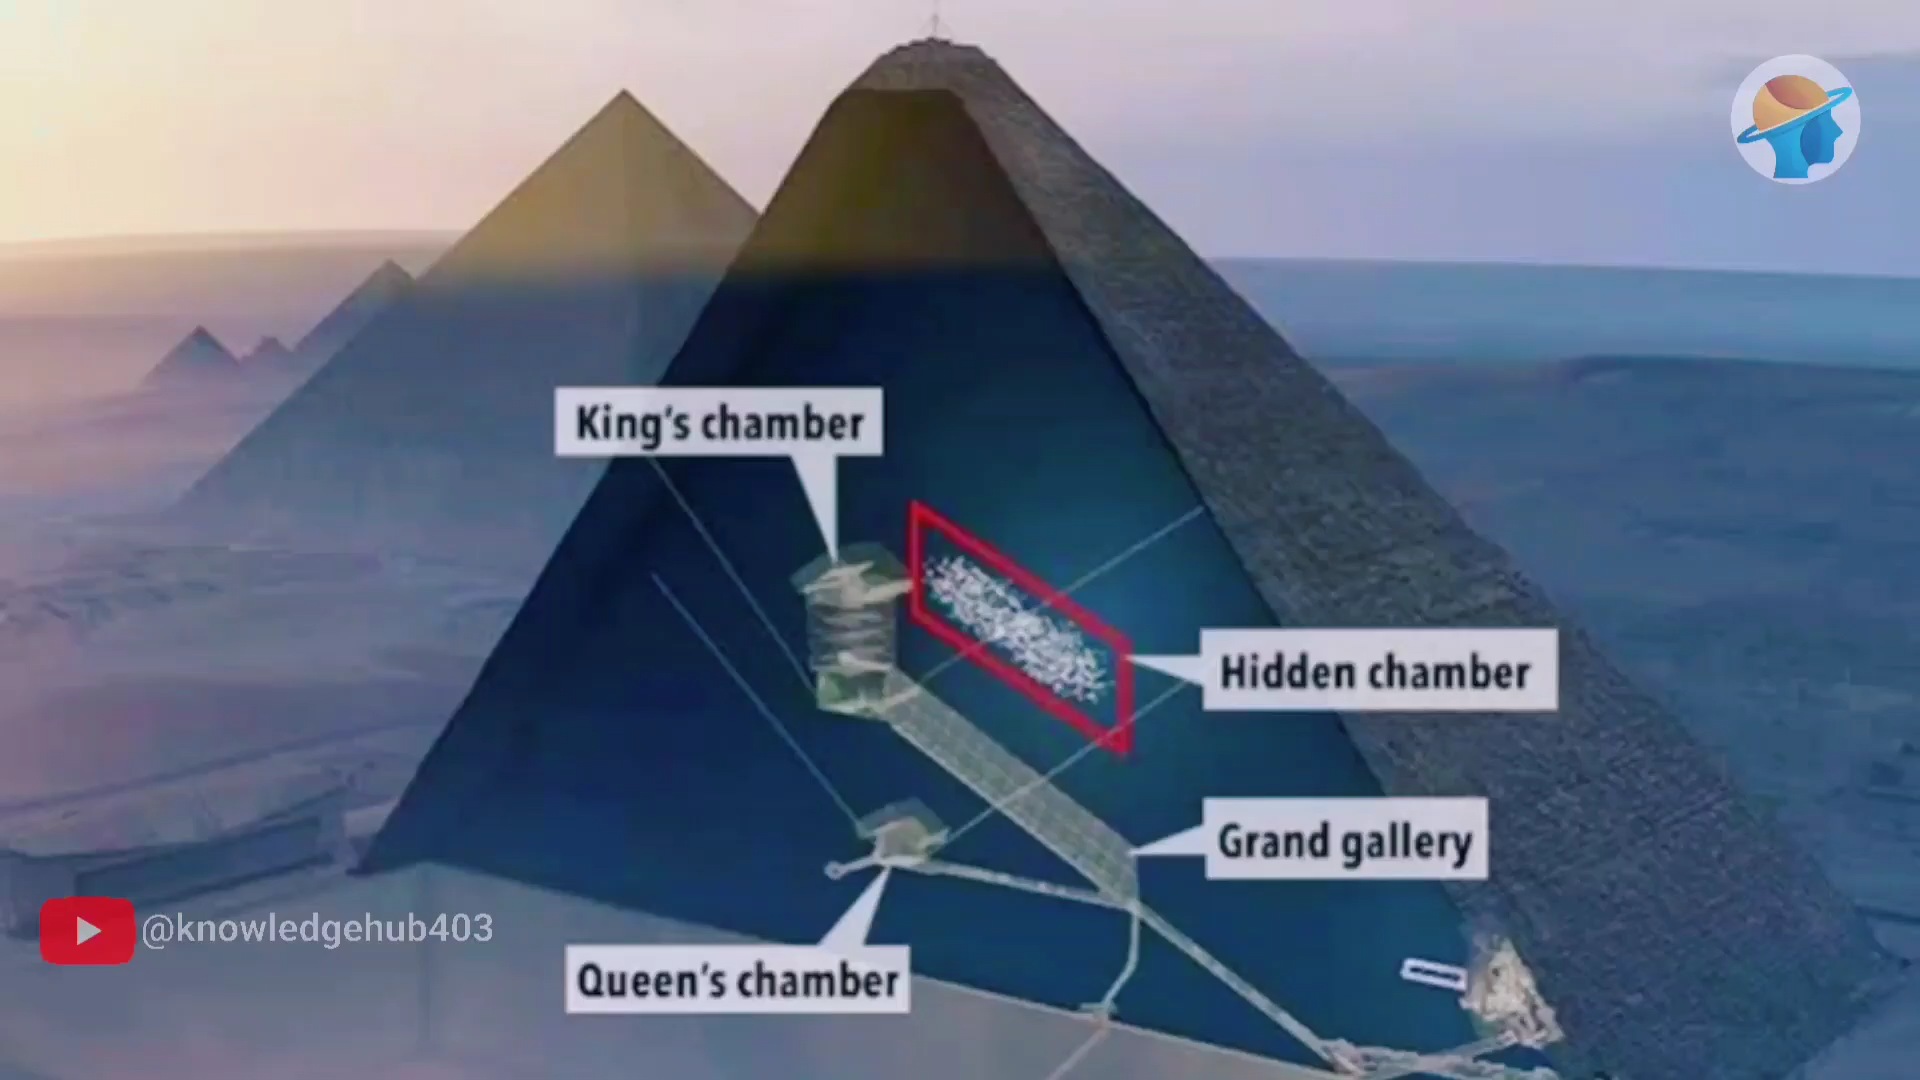 King's chamber
Hidden chamber
Grand gallery
@knowledgehub403
Queen's chamber